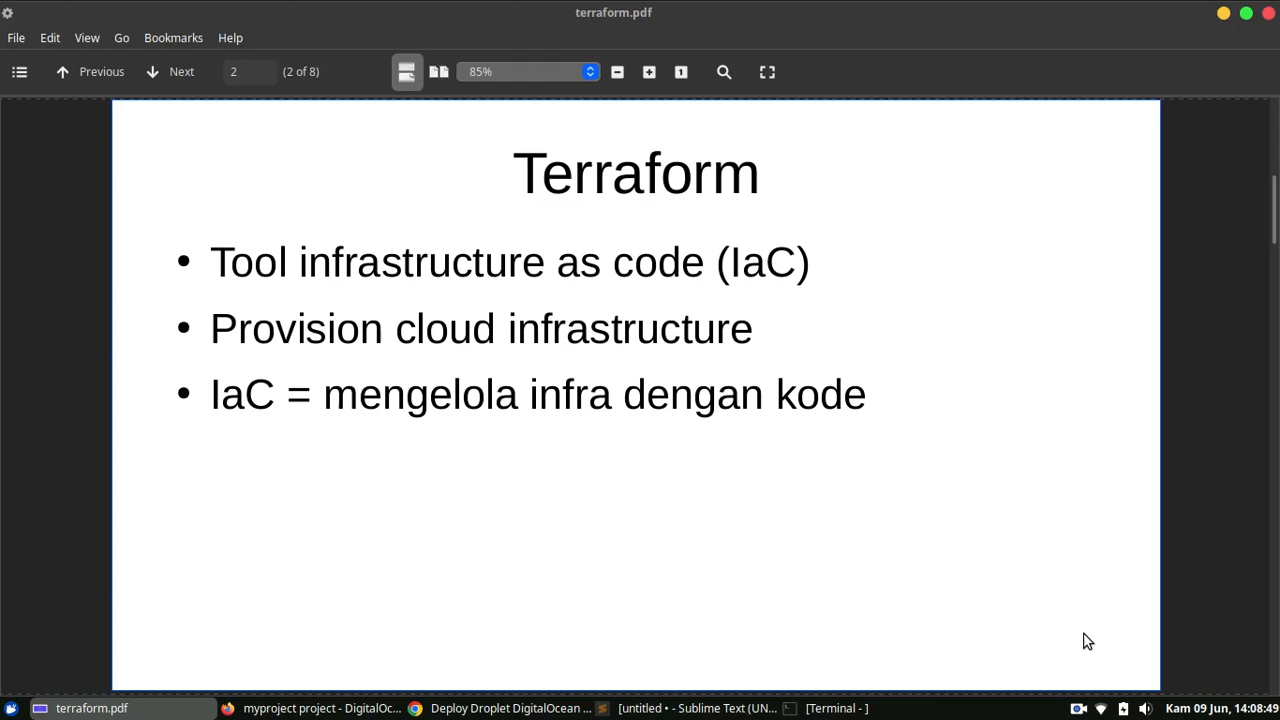 terraform.pdf
File Edit View Go Bookmarks Help
Previous Next 2 (2 of 8) 85%
Terraform
• Tool infrastructure as code (IaC)
• Provision cloud infrastructure
• IaC = mengelola infra dengan kode
terraform.pdf myproject project - DigitalOc... Deploy Droplet DigitalOcean ... [untitled • - Sublime Text (UN... [Terminal - ] Kam 09 Jun, 14:08:49